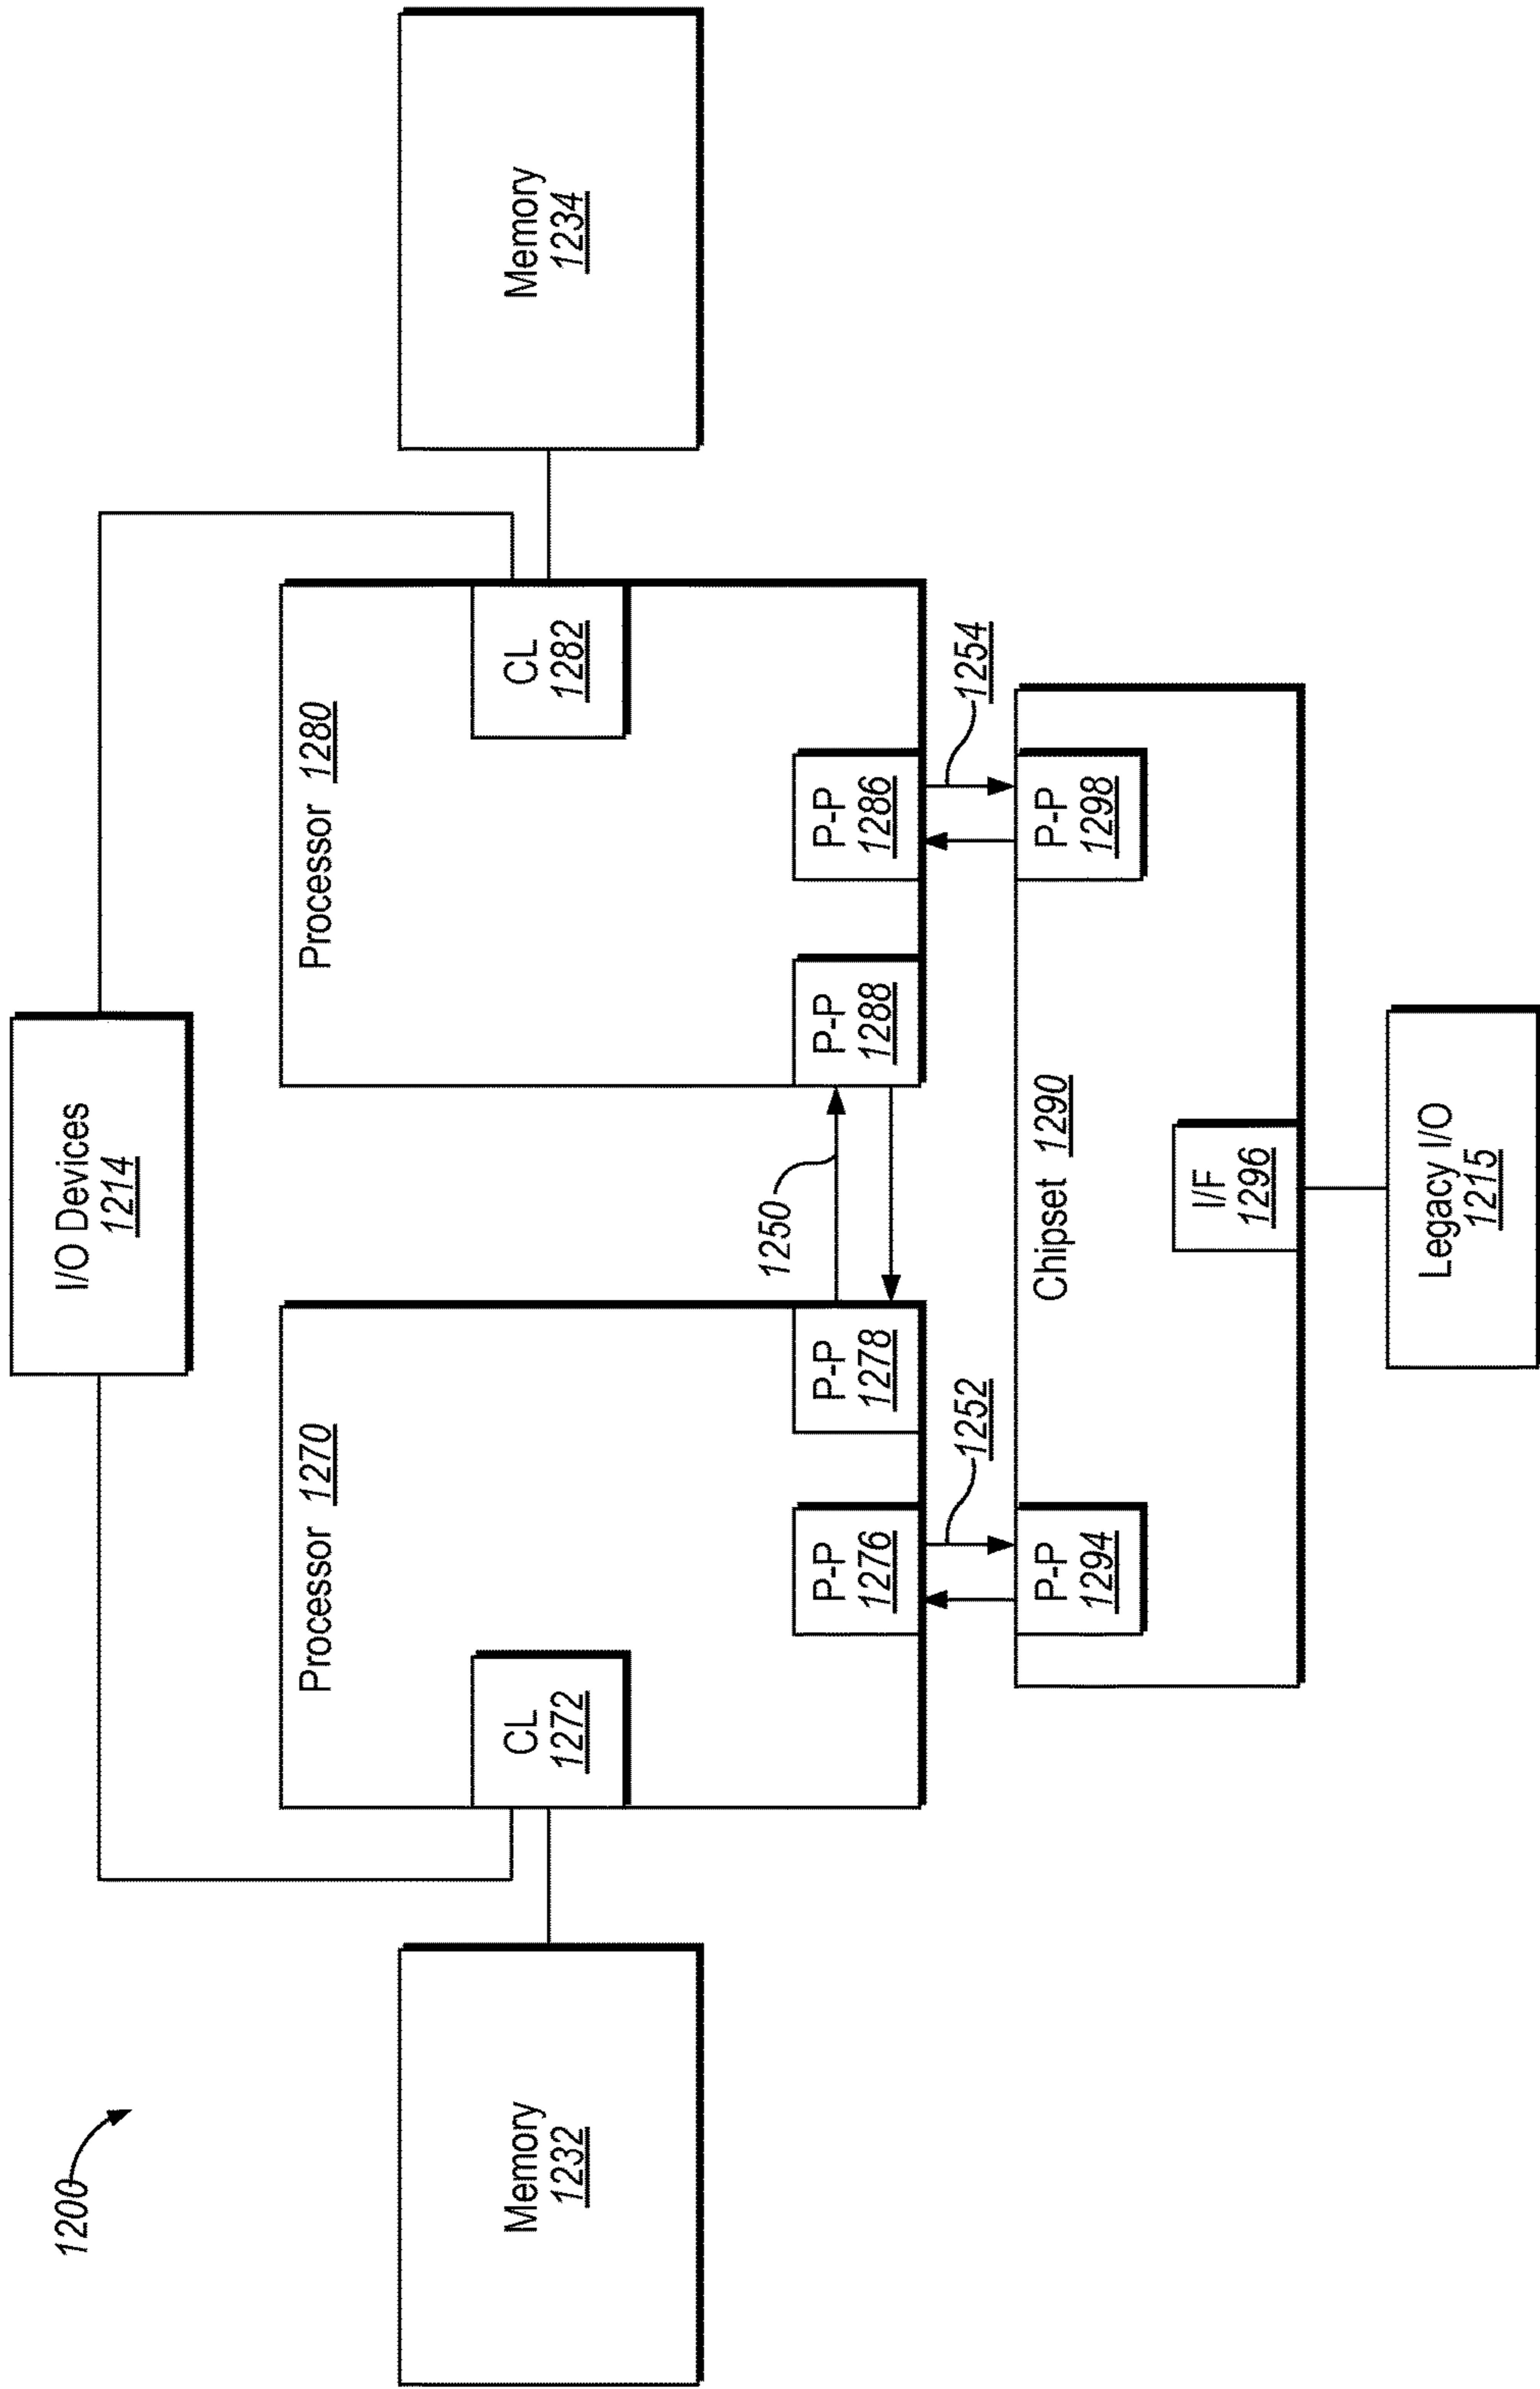 1200
I/O Devices
1214
Memory
1232
Processor 1270
CL
1272
P-P
1276
P-P
1278
1250
Processor 1280
CL
1282
P-P
1288
P-P
1286
Memory
1234
1252
1254
P-P
1294
Chipset 1290
P-P
1298
I/F
1296
Legacy I/O
1215